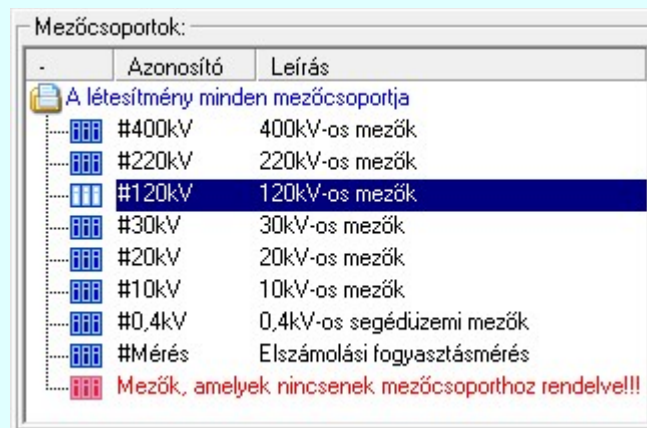 Mezőcsoportok:
- Azonosító Leírás
A létesítmény minden mezőcsoportja
#400kV 400kV-os mezők
#220kV 220kV-os mezők
#120kV 120kV-os mezők
#30kV 30kV-os mezők
#20kV 20kV-os mezők
#10kV 10kV-os mezők
#0,4kV 0,4kV-os segédüzemi mezők
#Mérés Elszámolási fogyasztásmérés
Mezők, amelyek nincsenek mezőcsoporthoz rendelve!!!